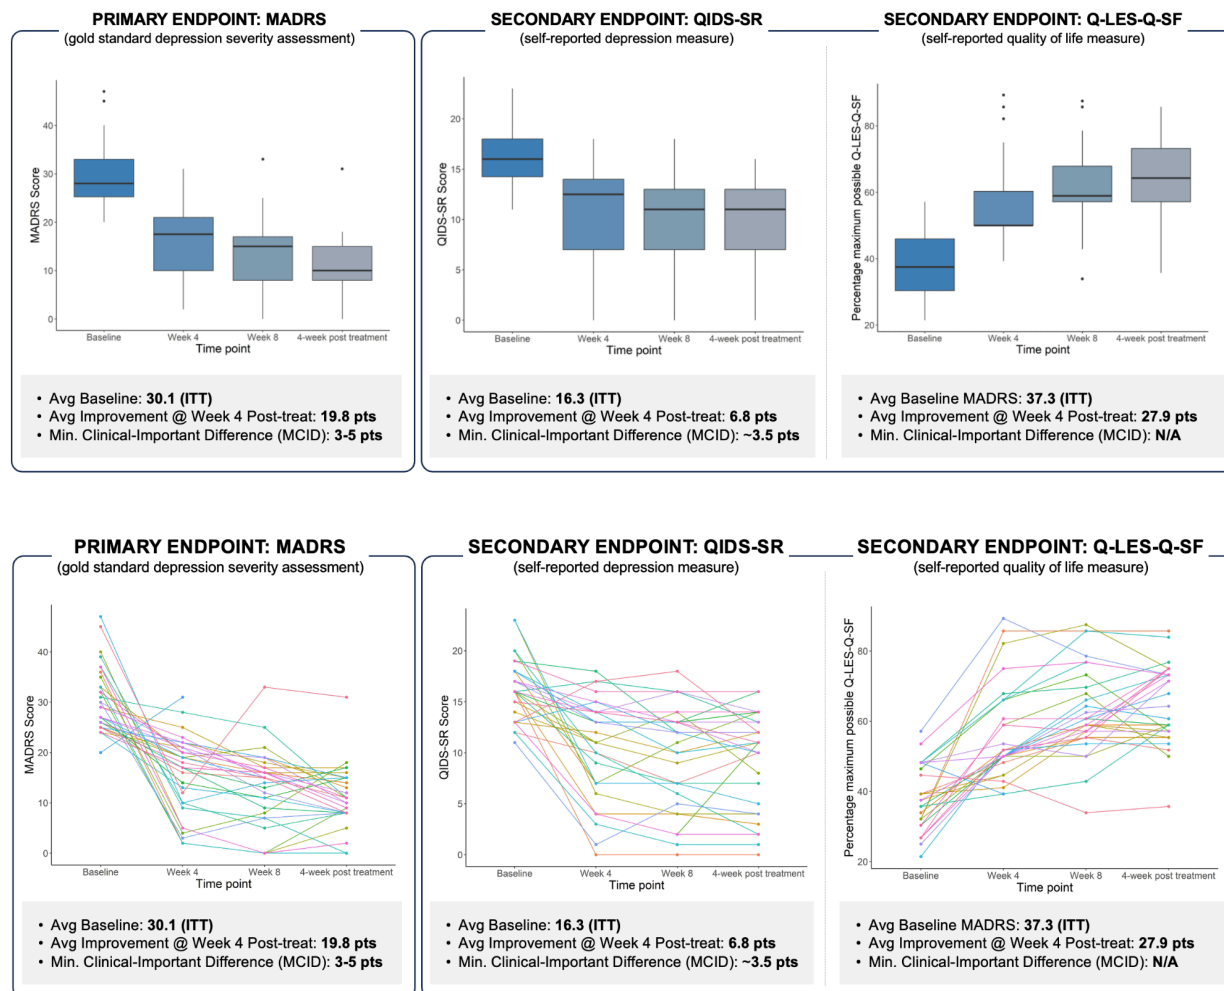 PRIMARY ENDPOINT: MADRS
(gold standard depression severity assessment)
MADRS Score
40
30
20
10
0
Baseline
Week 4
Week 8
4-week post treatment
Time point
• Avg Baseline: 30.1 (ITT)
• Avg Improvement @ Week 4 Post-treat: 19.8 pts
• Min. Clinical-Important Difference (MCID): 3-5 pts
SECONDARY ENDPOINT: QIDS-SR
(self-reported depression measure)
QIDS-SR Score
20
15
10
5
0
Baseline
Week 4
Week 8
4-week post treatment
Time point
• Avg Baseline: 16.3 (ITT)
• Avg Improvement @ Week 4 Post-treat: 6.8 pts
• Min. Clinical-Important Difference (MCID): ~3.5 pts
SECONDARY ENDPOINT: Q-LES-Q-SF
(self-reported quality of life measure)
Percentage maximum possible Q-LES-Q-SF
80
60
40
20
Baseline
Week 4
Week 8
4-week post treatment
Time point
• Avg Baseline MADRS: 37.3 (ITT)
• Avg Improvement @ Week 4 Post-treat: 27.9 pts
• Min. Clinical-Important Difference (MCID): N/A
PRIMARY ENDPOINT: MADRS
(gold standard depression severity assessment)
MADRS Score
40
30
20
10
0
Baseline
Week 4
Week 8
4-week post treatment
Time point
• Avg Baseline: 30.1 (ITT)
• Avg Improvement @ Week 4 Post-treat: 19.8 pts
• Min. Clinical-Important Difference (MCID): 3-5 pts
SECONDARY ENDPOINT: QIDS-SR
(self-reported depression measure)
QIDS-SR Score
20
15
10
5
0
Baseline
Week 4
Week 8
4-week post treatment
Time point
• Avg Baseline: 16.3 (ITT)
• Avg Improvement @ Week 4 Post-treat: 6.8 pts
• Min. Clinical-Important Difference (MCID): ~3.5 pts
SECONDARY ENDPOINT: Q-LES-Q-SF
(self-reported quality of life measure)
Percentage maximum possible Q-LES-Q-SF
80
60
40
20
Baseline
Week 4
Week 8
4-week post treatment
Time point
• Avg Baseline MADRS: 37.3 (ITT)
• Avg Improvement @ Week 4 Post-treat: 27.9 pts
• Min. Clinical-Important Difference (MCID): N/A